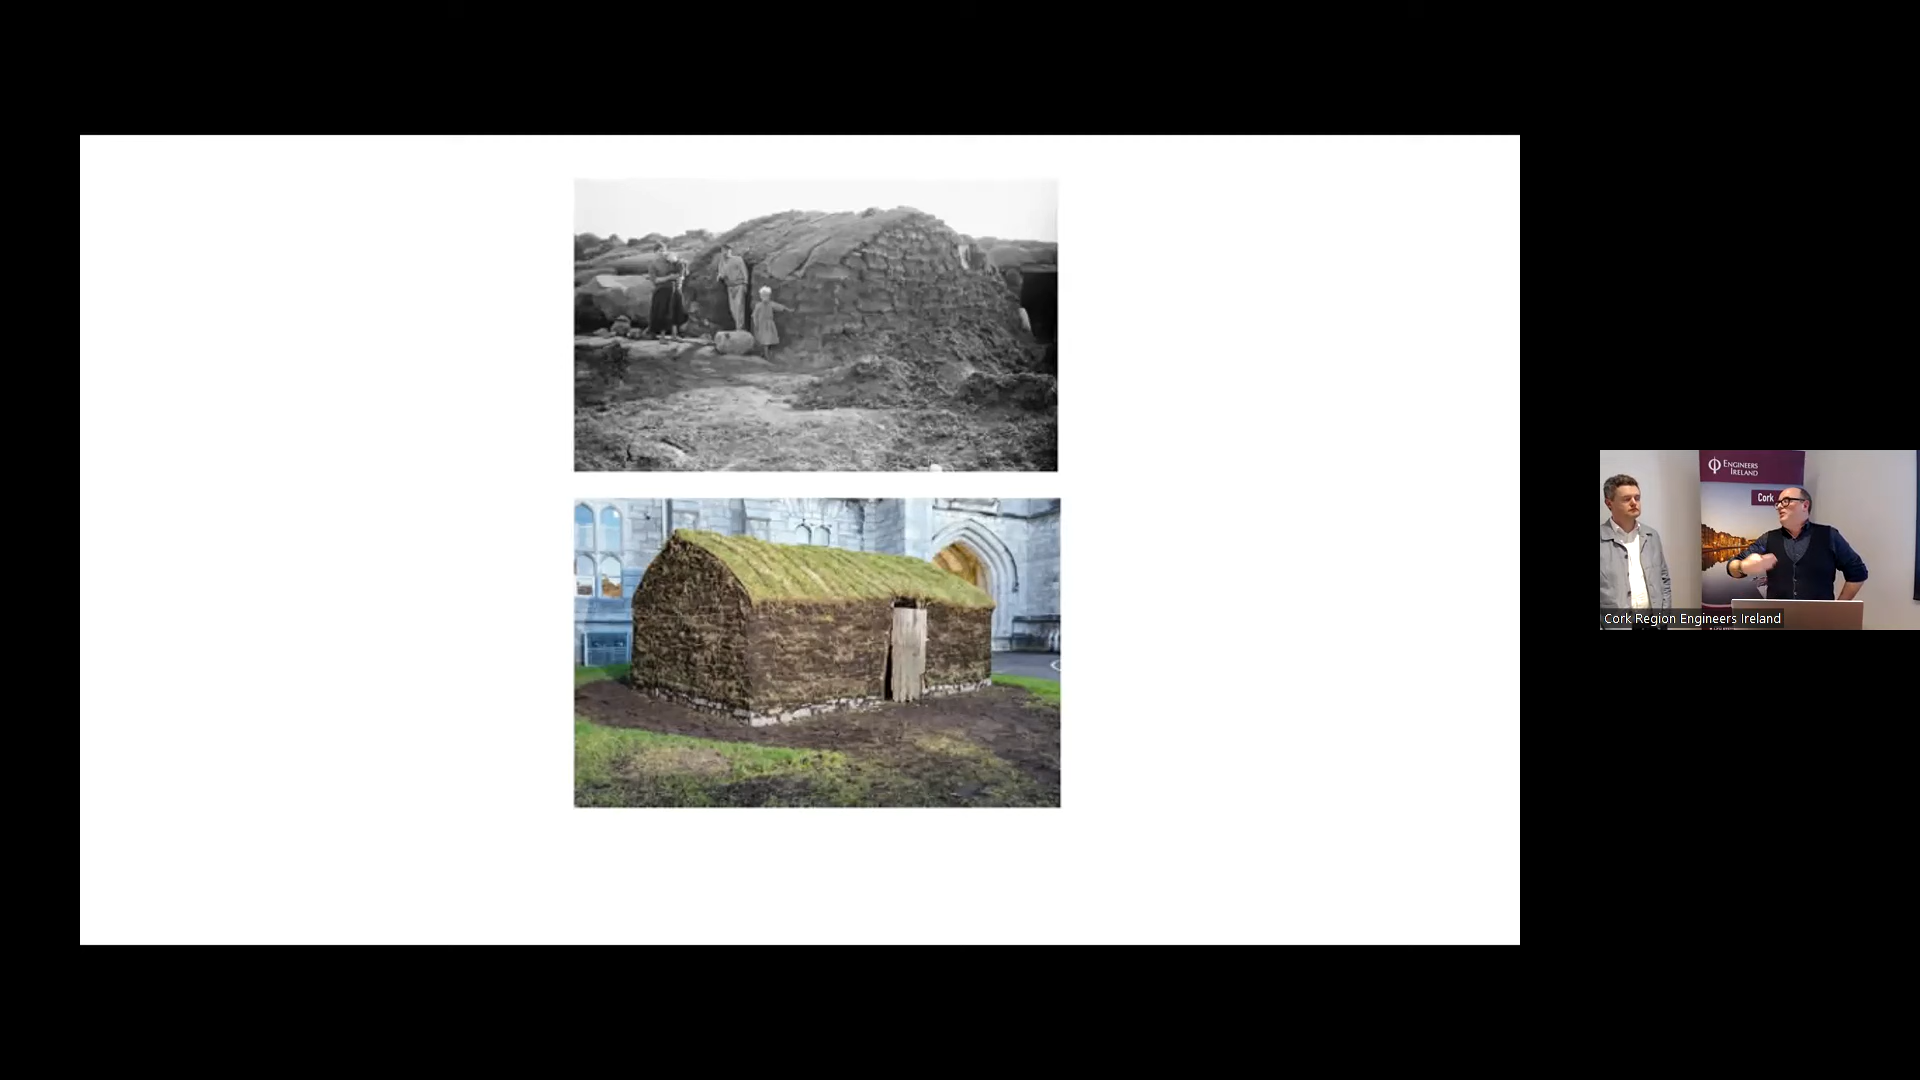 ENGINEERS
IRELAND
Cork
Cork Region Engineers Ireland